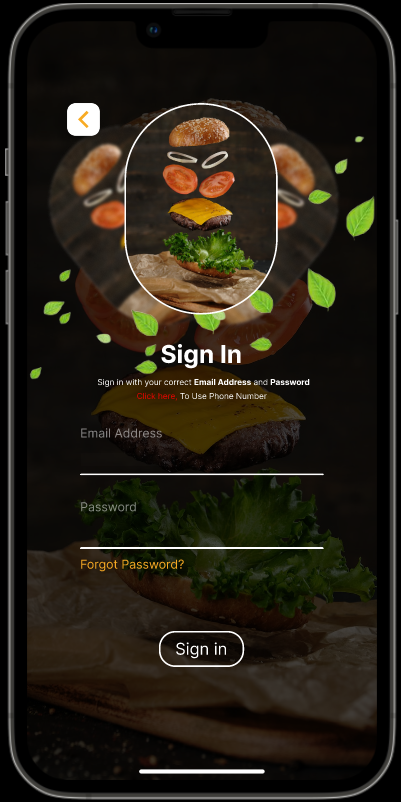 Sign In
Sign in with your correct Email Address and Password
Click here, To Use Phone Number
Email Address
Password
Forgot Password?
Sign in